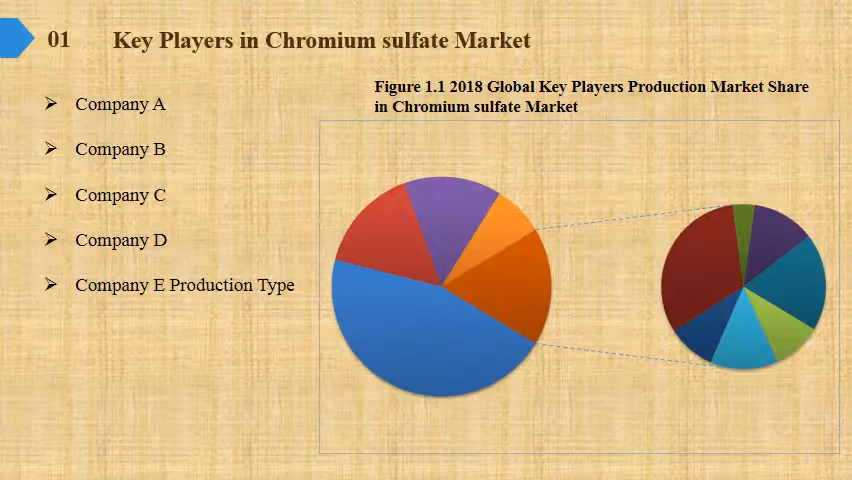 01 Key Players in Chromium sulfate Market
Figure 1.1 2018 Global Key Players Production Market Share
in Chromium sulfate Market
Company A
Company B
Company C
Company D
Company E Production Type